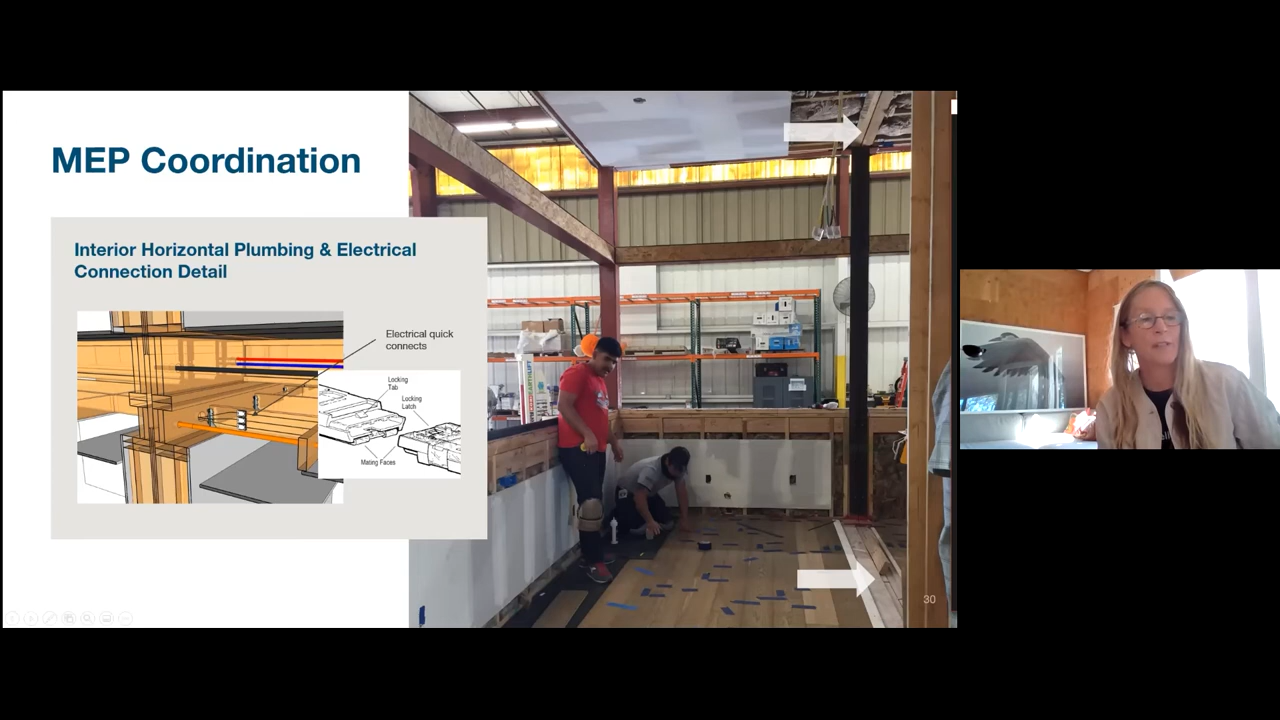 MEP Coordination
Interior Horizontal Plumbing & Electrical
Connection Detail
Electrical quick
connects
Locking
Tab
Locking
Latch
Mating Faces
30